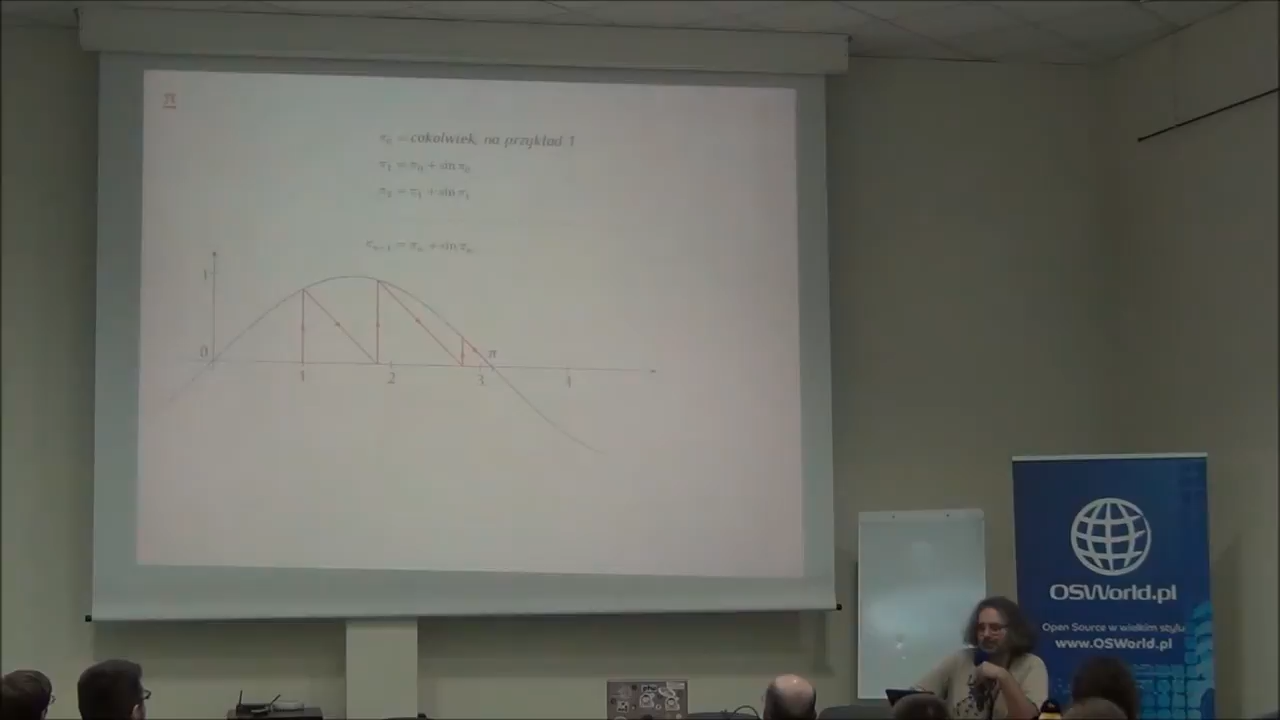 π
π₀ = cokolwiek, na przykład 1
π₁ = π₀ + sin π₀
π₂ = π₁ + sin π₁
πₙ₊₁ = πₙ + sin πₙ
1
0
π
1
2
3
4
OSWorld.pl
Open Source w wielkim stylu
www.OSWorld.pl
php